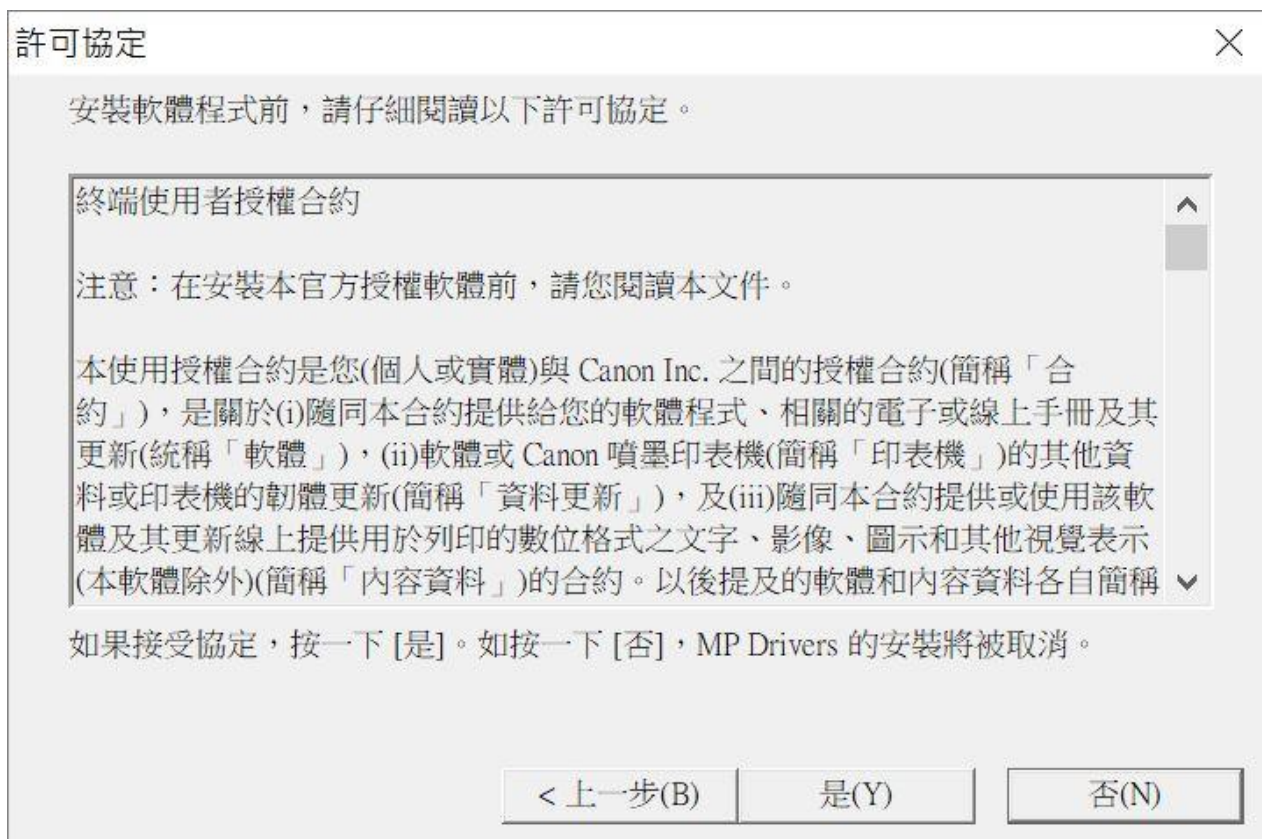 許可協定
安裝軟體程式前，請仔細閱讀以下許可協定。
終端使用者授權合約
注意：在安裝本官方授權軟體前，請您閱讀本文件。
本使用授權合約是您(個人或實體)與 Canon Inc. 之間的授權合約(簡稱「合
約」)，是關於(i)隨同本合約提供給您的軟體程式、相關的電子或線上手冊及其
更新(統稱「軟體」)，(ii)軟體或 Canon 噴墨印表機(簡稱「印表機」)的其他資
料或印表機的韌體更新(簡稱「資料更新」)，及(iii)隨同本合約提供或使用該軟
體及其更新線上提供用於列印的數位格式之文字、影像、圖示和其他視覺表示
(本軟體除外)(簡稱「內容資料」)的合約。以後提及的軟體和內容資料各自簡稱
如果接受協定，按一下 [是]。如按一下 [否]，MP Drivers 的安裝將被取消。
< 上一步(B) 是(Y) 否(N)